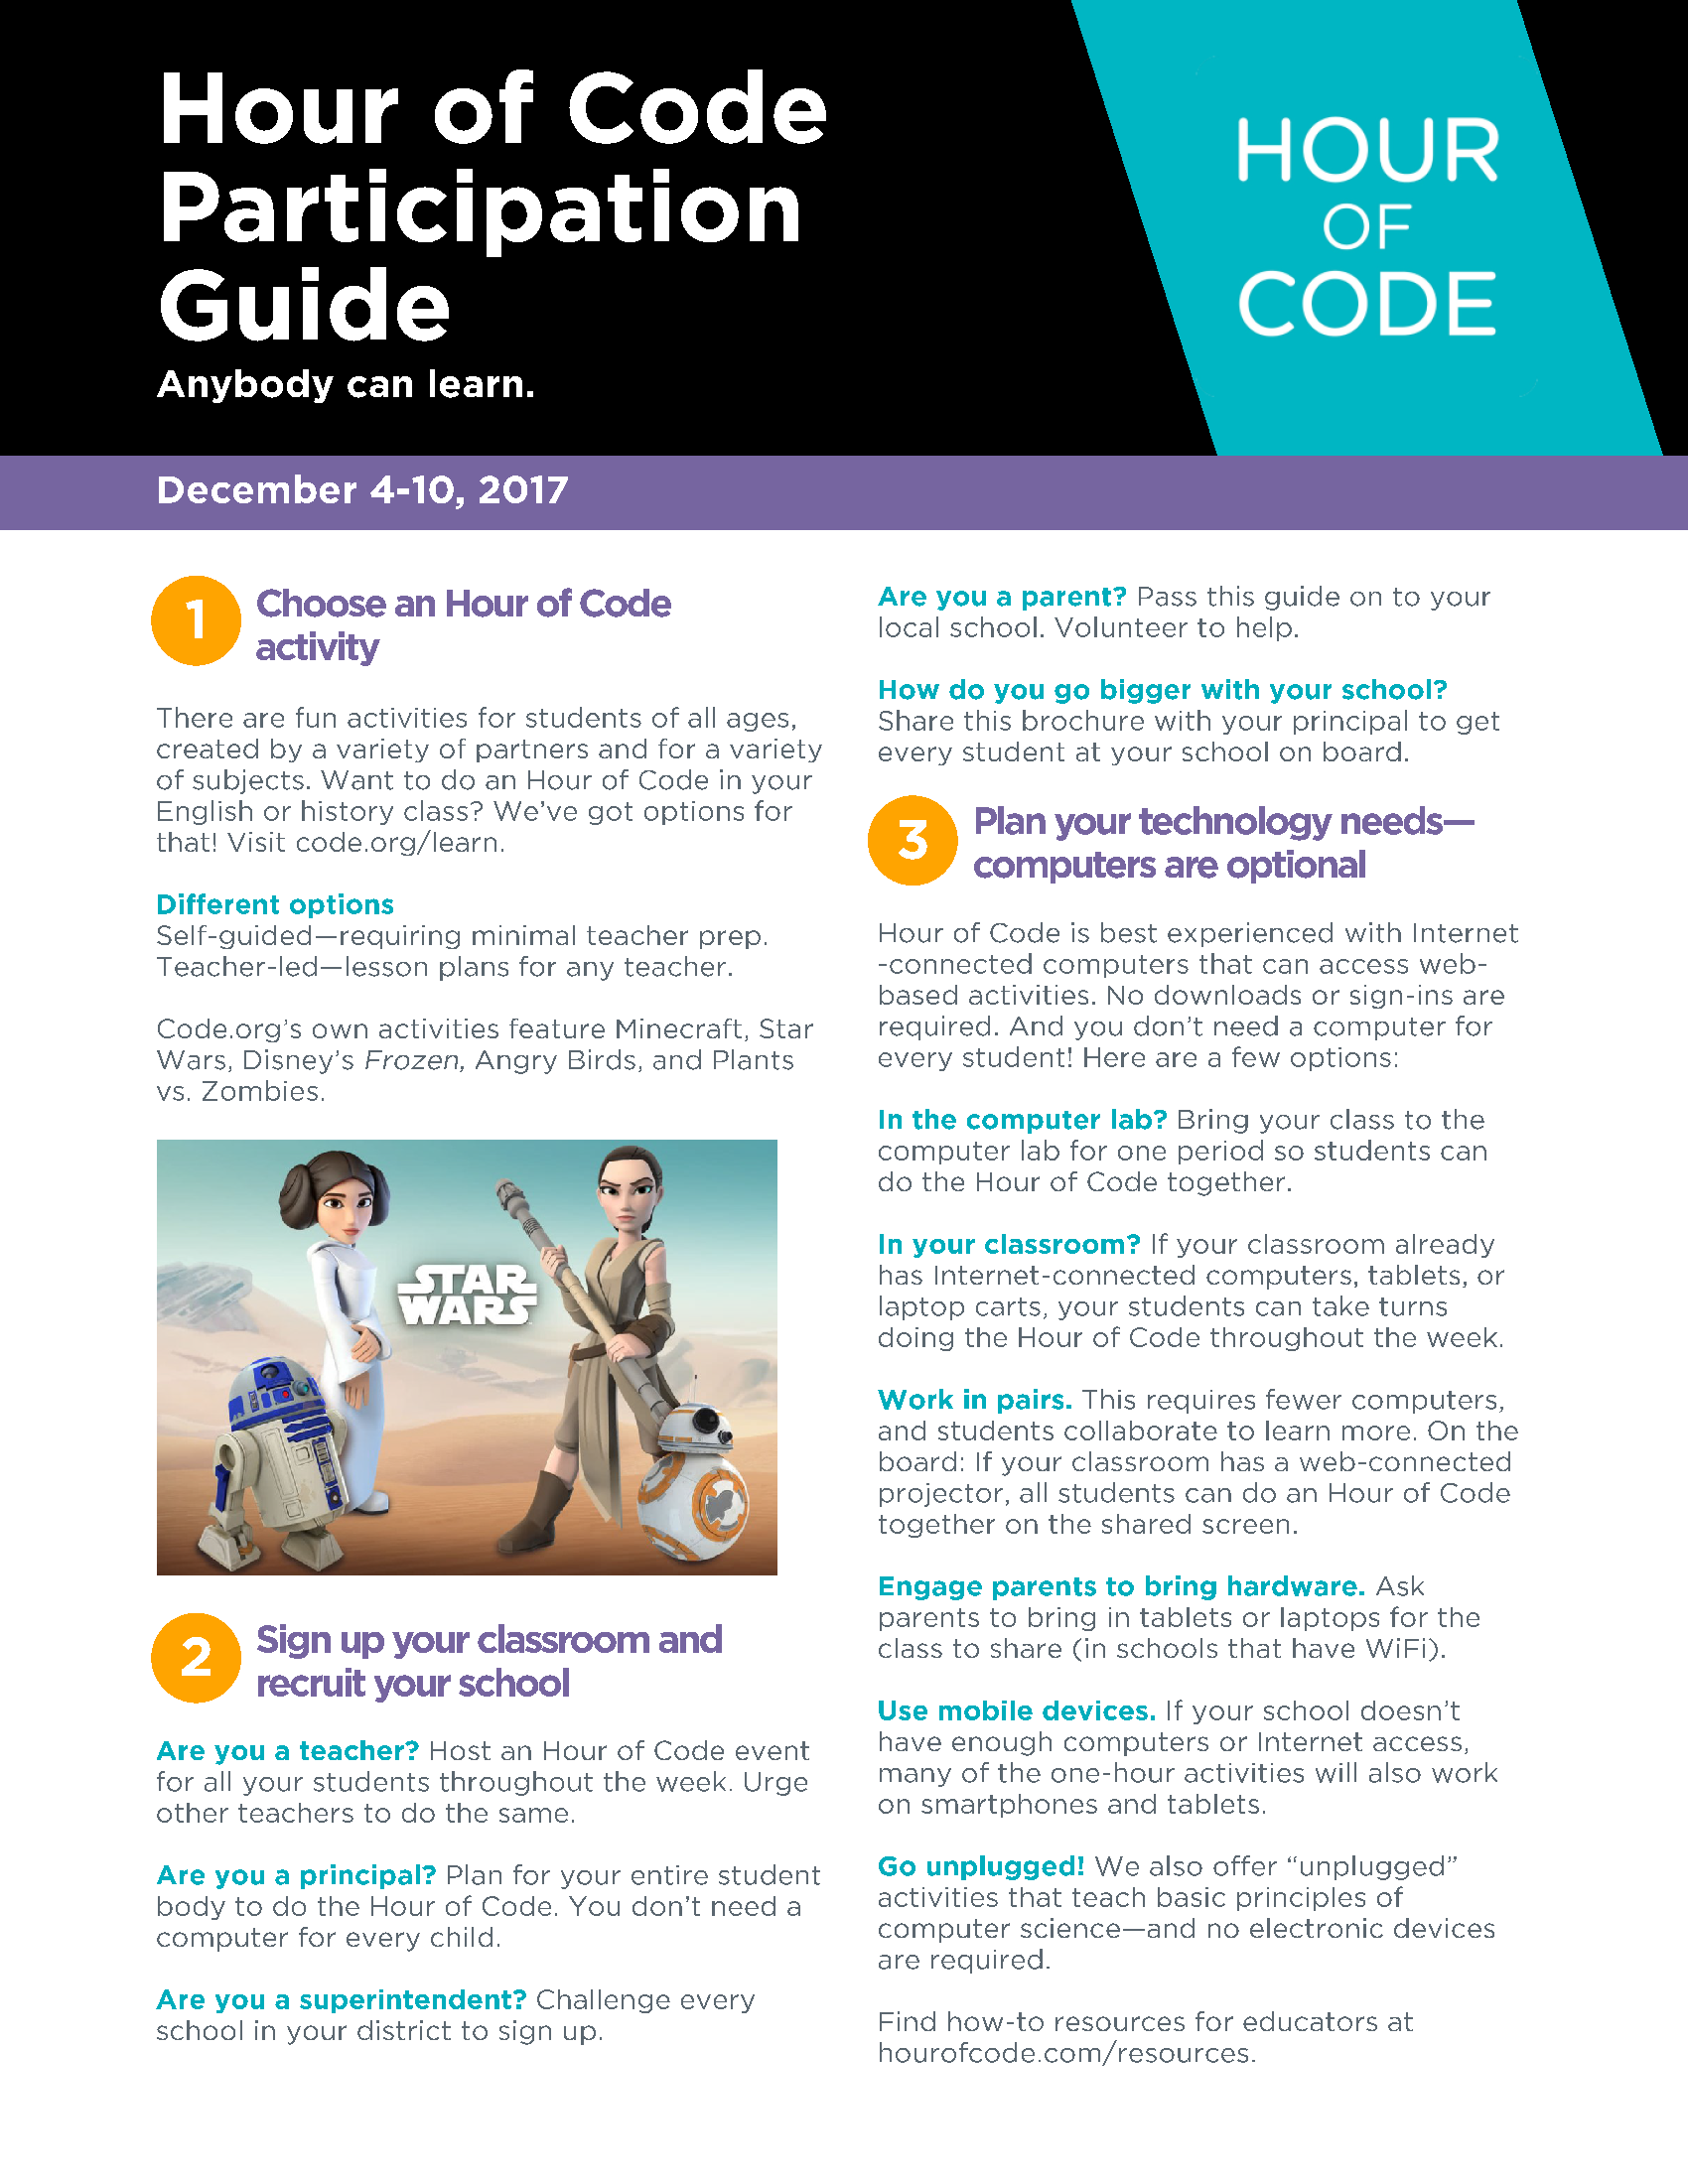 Hour of Code
Participation
Guide
Anybody can learn.
HOUR
OF
CODE
December 4-10, 2017
1
Choose an Hour of Code
activity
There are fun activities for students of all ages,
created by a variety of partners and for a variety
of subjects. Want to do an Hour of Code in your
English or history class? We’ve got options for
that! Visit code.org/learn.
Different options
Self-guided—requiring minimal teacher prep.
Teacher-led—lesson plans for any teacher.
Code.org’s own activities feature Minecraft, Star
Wars, Disney’s Frozen, Angry Birds, and Plants
vs. Zombies.
STAR
WARS
2
Sign up your classroom and
recruit your school
Are you a teacher? Host an Hour of Code event
for all your students throughout the week. Urge
other teachers to do the same.
Are you a principal? Plan for your entire student
body to do the Hour of Code. You don’t need a
computer for every child.
Are you a superintendent? Challenge every
school in your district to sign up.
Are you a parent? Pass this guide on to your
local school. Volunteer to help.
How do you go bigger with your school?
Share this brochure with your principal to get
every student at your school on board.
3
Plan your technology needs—
computers are optional
Hour of Code is best experienced with Internet
-connected computers that can access web-
based activities. No downloads or sign-ins are
required. And you don’t need a computer for
every student! Here are a few options:
In the computer lab? Bring your class to the
computer lab for one period so students can
do the Hour of Code together.
In your classroom? If your classroom already
has Internet-connected computers, tablets, or
laptop carts, your students can take turns
doing the Hour of Code throughout the week.
Work in pairs. This requires fewer computers,
and students collaborate to learn more. On the
board: If your classroom has a web-connected
projector, all students can do an Hour of Code
together on the shared screen.
Engage parents to bring hardware. Ask
parents to bring in tablets or laptops for the
class to share (in schools that have WiFi).
Use mobile devices. If your school doesn’t
have enough computers or Internet access,
many of the one-hour activities will also work
on smartphones and tablets.
Go unplugged! We also offer “unplugged”
activities that teach basic principles of
computer science—and no electronic devices
are required.
Find how-to resources for educators at
hourofcode.com/resources.